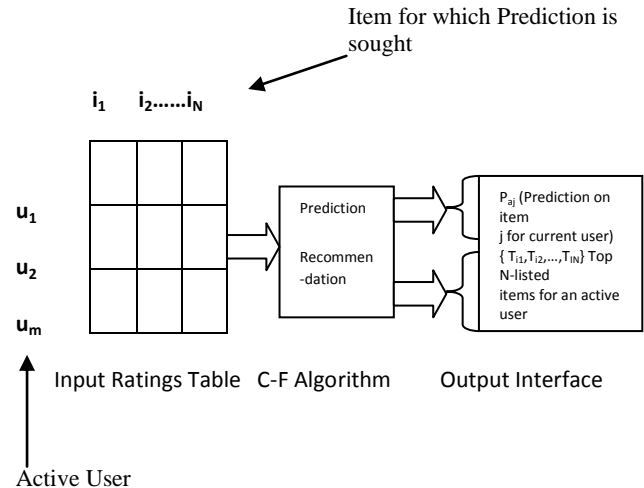 Item for which Prediction is
sought
i1 i2......iN
u1
u2
um
Prediction
Recommen
-dation
Paj (Prediction on
item
j for current user)
{ Ti1,Ti2,...,TIN} Top
N-listed
items for an active
user
Input Ratings Table C-F Algorithm Output Interface
Active User